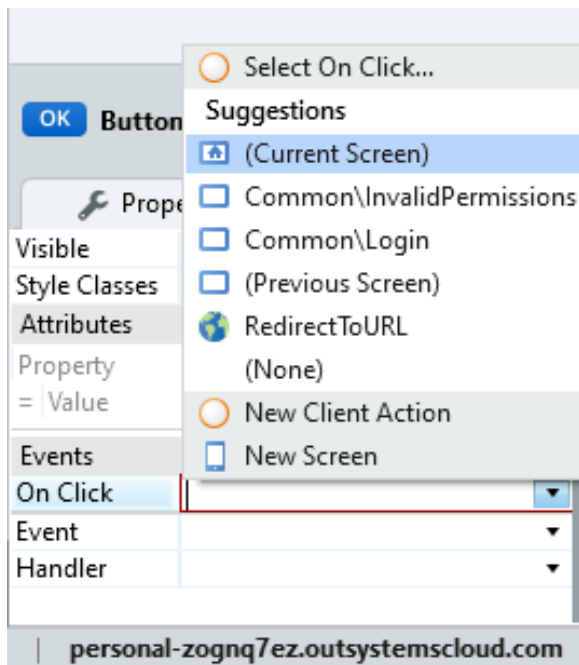 Select On Click...
Suggestions
(Current Screen)
Common\InvalidPermissions
Common\Login
(Previous Screen)
RedirectToURL
(None)
New Client Action
New Screen
OK Button
Prope
Visible
Style Classes
Attributes
Property
= Value
Events
On Click
Event
Handler
personal-zognq7ez.outsystemscloud.com